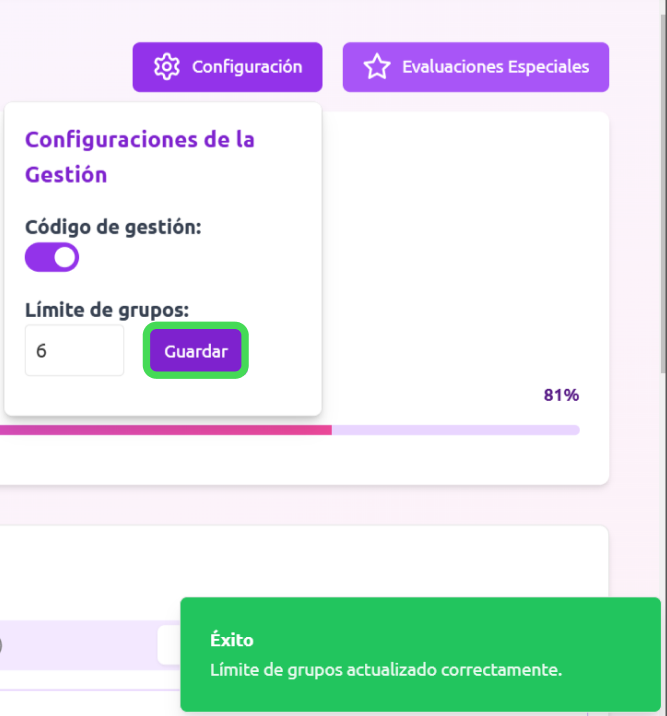 Configuración
Evaluaciones Especiales
Configuraciones de la
Gestión
Código de gestión:
Límite de grupos:
6
Guardar
81%
)
Éxito
Límite de grupos actualizado correctamente.